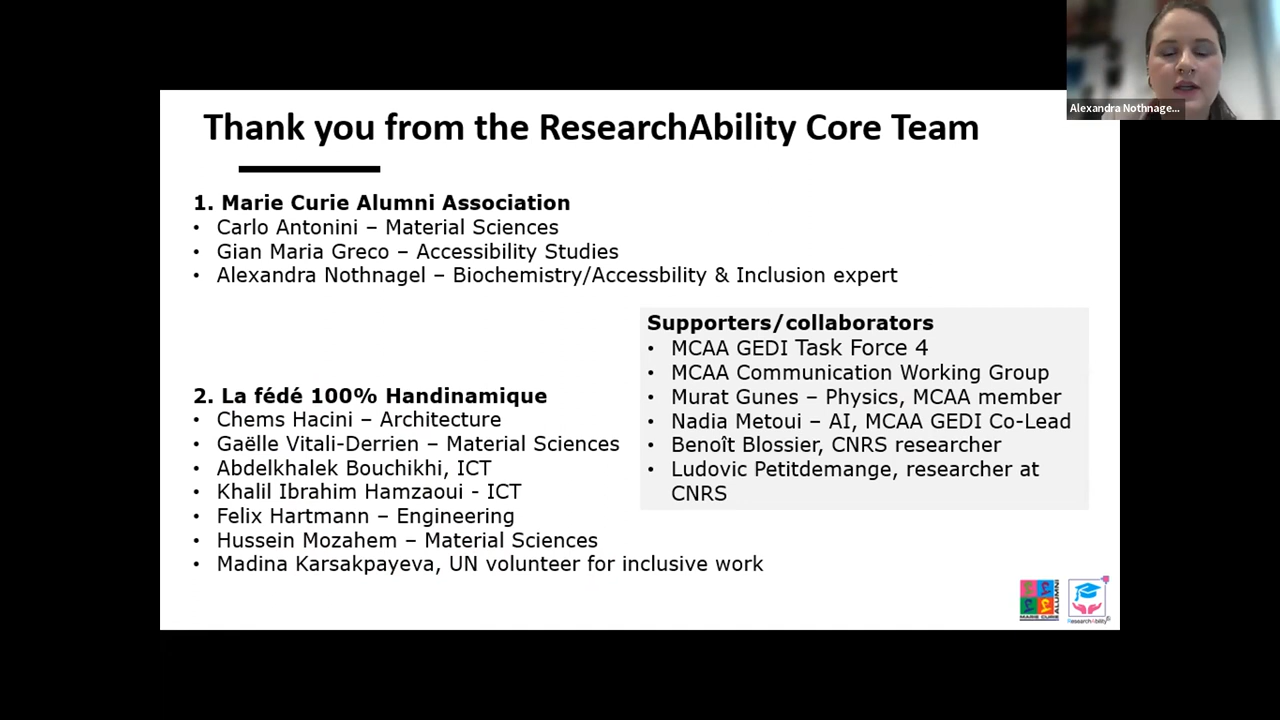 Alexandra Nothnage...
Thank you from the ResearchAbility Core Team
1. Marie Curie Alumni Association
• Carlo Antonini – Material Sciences
• Gian Maria Greco – Accessibility Studies
• Alexandra Nothnagel – Biochemistry/Accessbility & Inclusion expert
2. La fédé 100% Handinamique
• Chems Hacini – Architecture
• Gaëlle Vitali-Derrien – Material Sciences
• Abdelkhalek Bouchikhi, ICT
• Khalil Ibrahim Hamzaoui - ICT
• Felix Hartmann – Engineering
• Hussein Mozahem – Material Sciences
• Madina Karsakpayeva, UN volunteer for inclusive work
Supporters/collaborators
• MCAA GEDI Task Force 4
• MCAA Communication Working Group
• Murat Gunes – Physics, MCAA member
• Nadia Metoui – AI, MCAA GEDI Co-Lead
• Benoît Blossier, CNRS researcher
• Ludovic Petitdemange, researcher at
CNRS
MARIE CURIE
ALUMNI
ResearchAbility